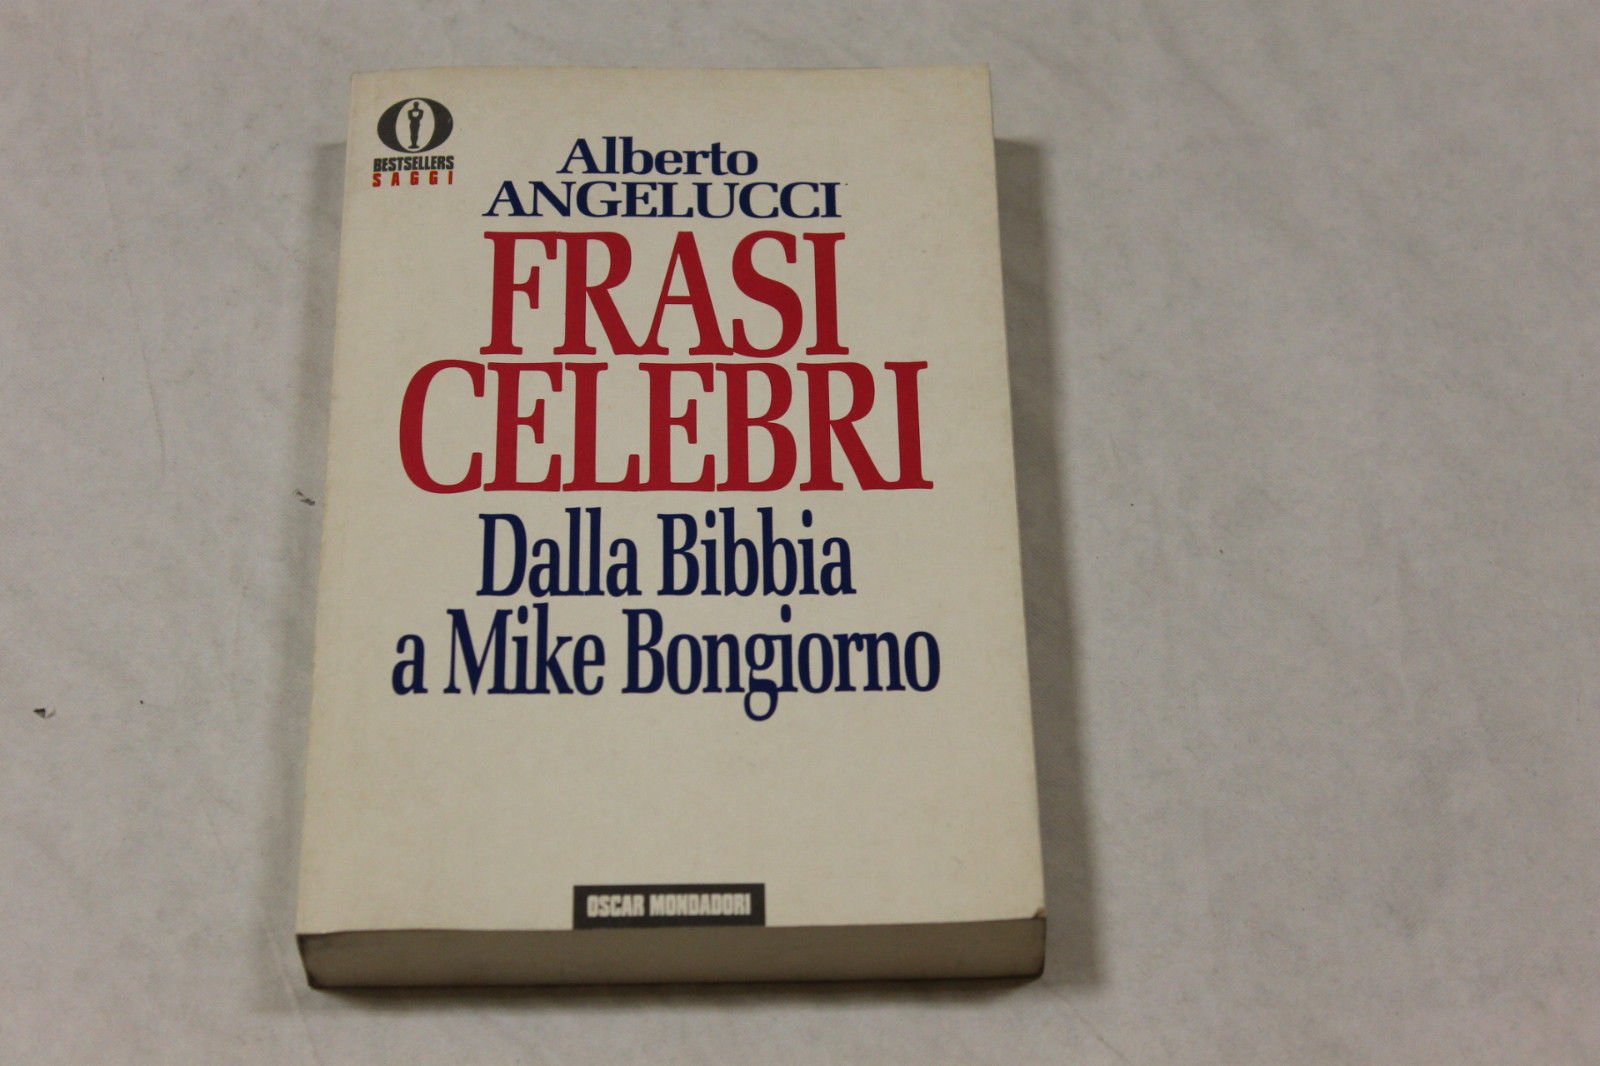 BESTSELLERS
SAGGI
Alberto
ANGELUCCI
FRASI
CELEBRI
Dalla Bibbia
a Mike Bongiorno
OSCAR MONDADORI